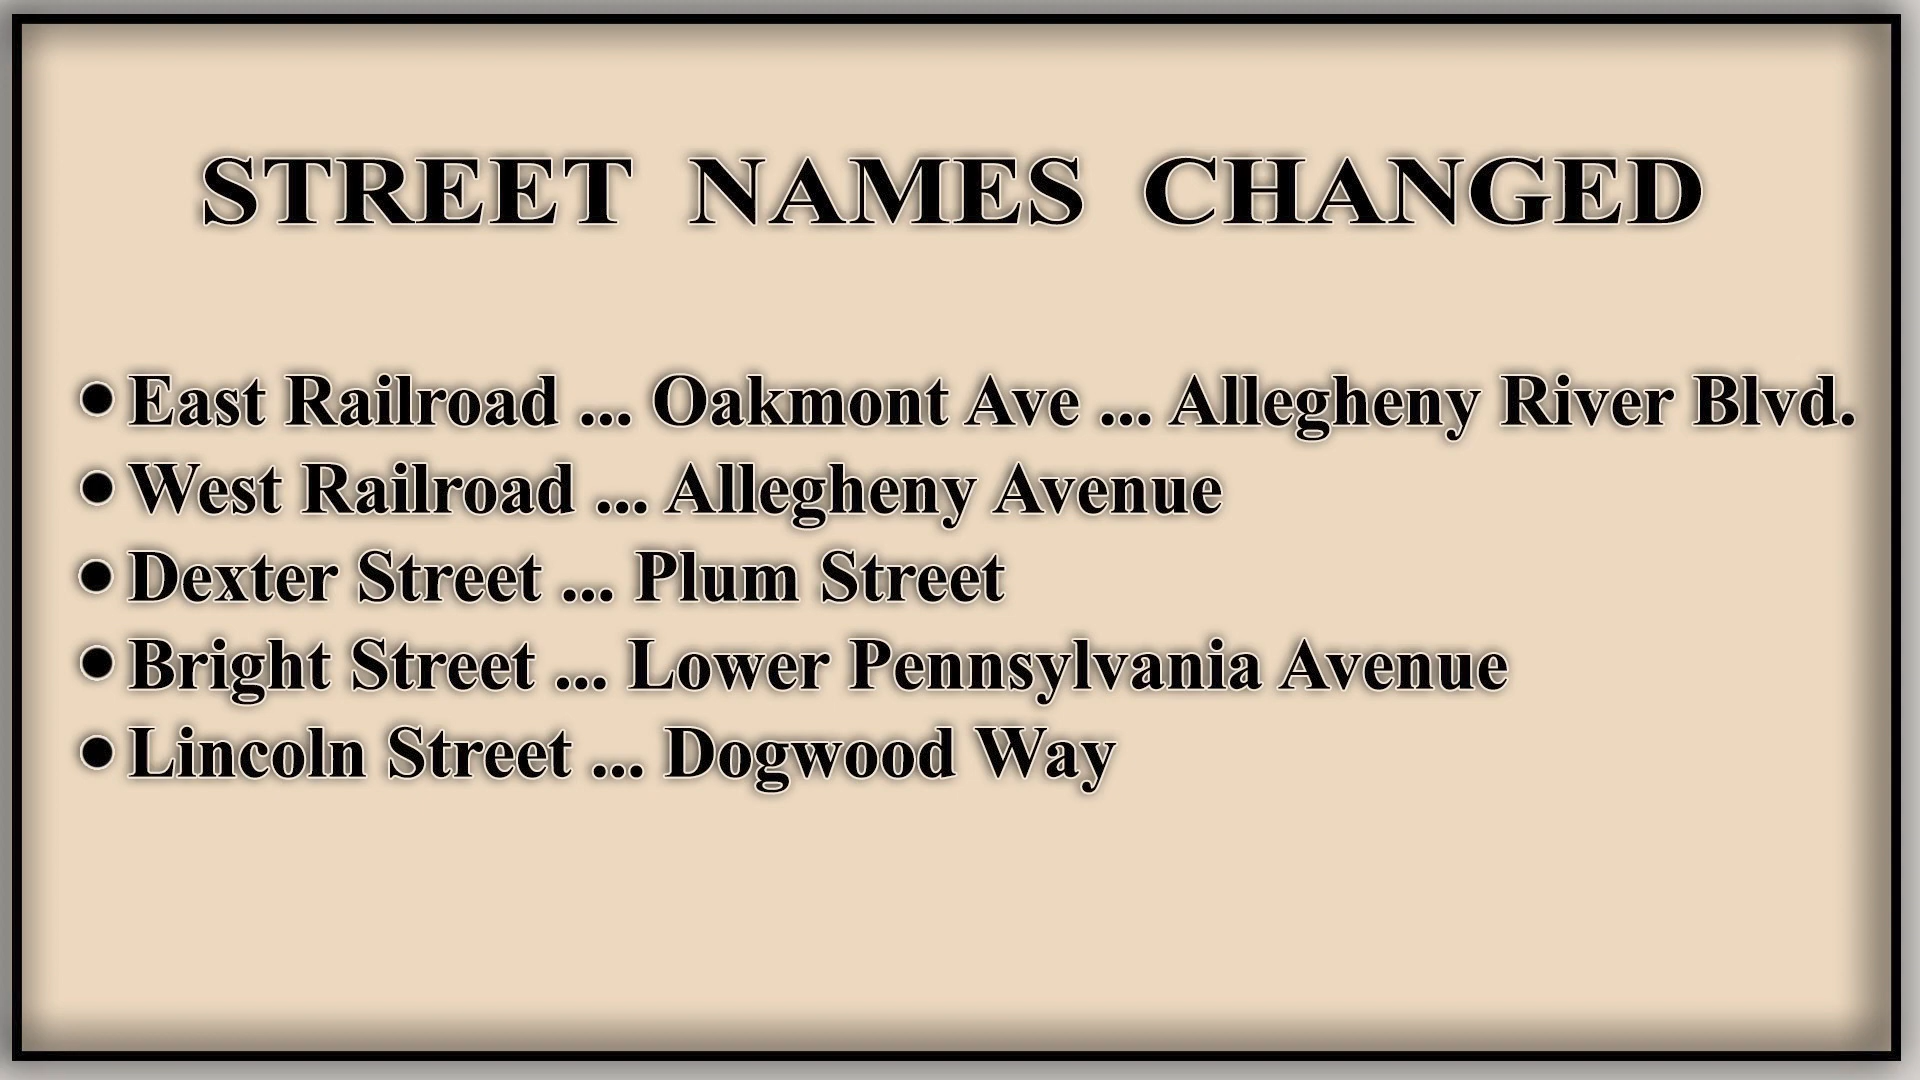 STREET NAMES CHANGED
• East Railroad ... Oakmont Ave ... Allegheny River Blvd.
• West Railroad ... Allegheny Avenue
• Dexter Street ... Plum Street
• Bright Street ... Lower Pennsylvania Avenue
• Lincoln Street ... Dogwood Way